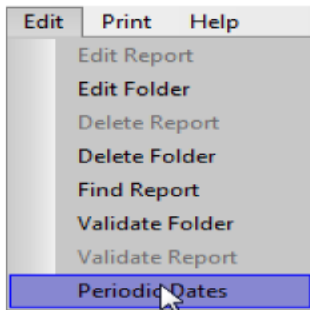 Edit Print Help
Edit Report
Edit Folder
Delete Report
Delete Folder
Find Report
Validate Folder
Validate Report
Periodic Dates